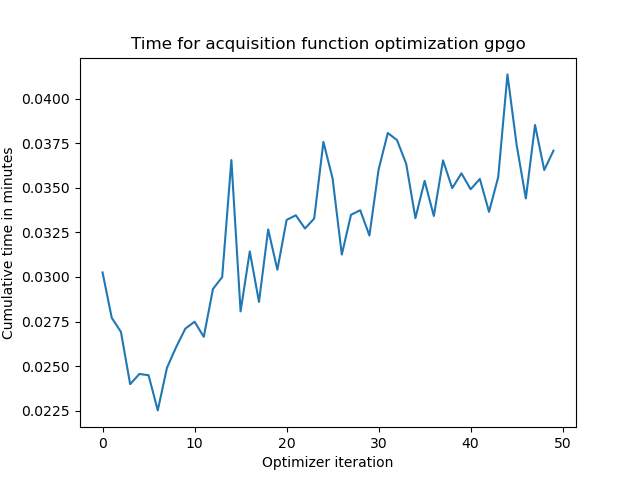 Time for acquisition function optimization gpgo
0.0400
0.0375
0.0350
0.0325
0.0300
0.0275
0.0250
0.0225
Cumulative time in minutes
0 10 20 30 40 50
Optimizer iteration